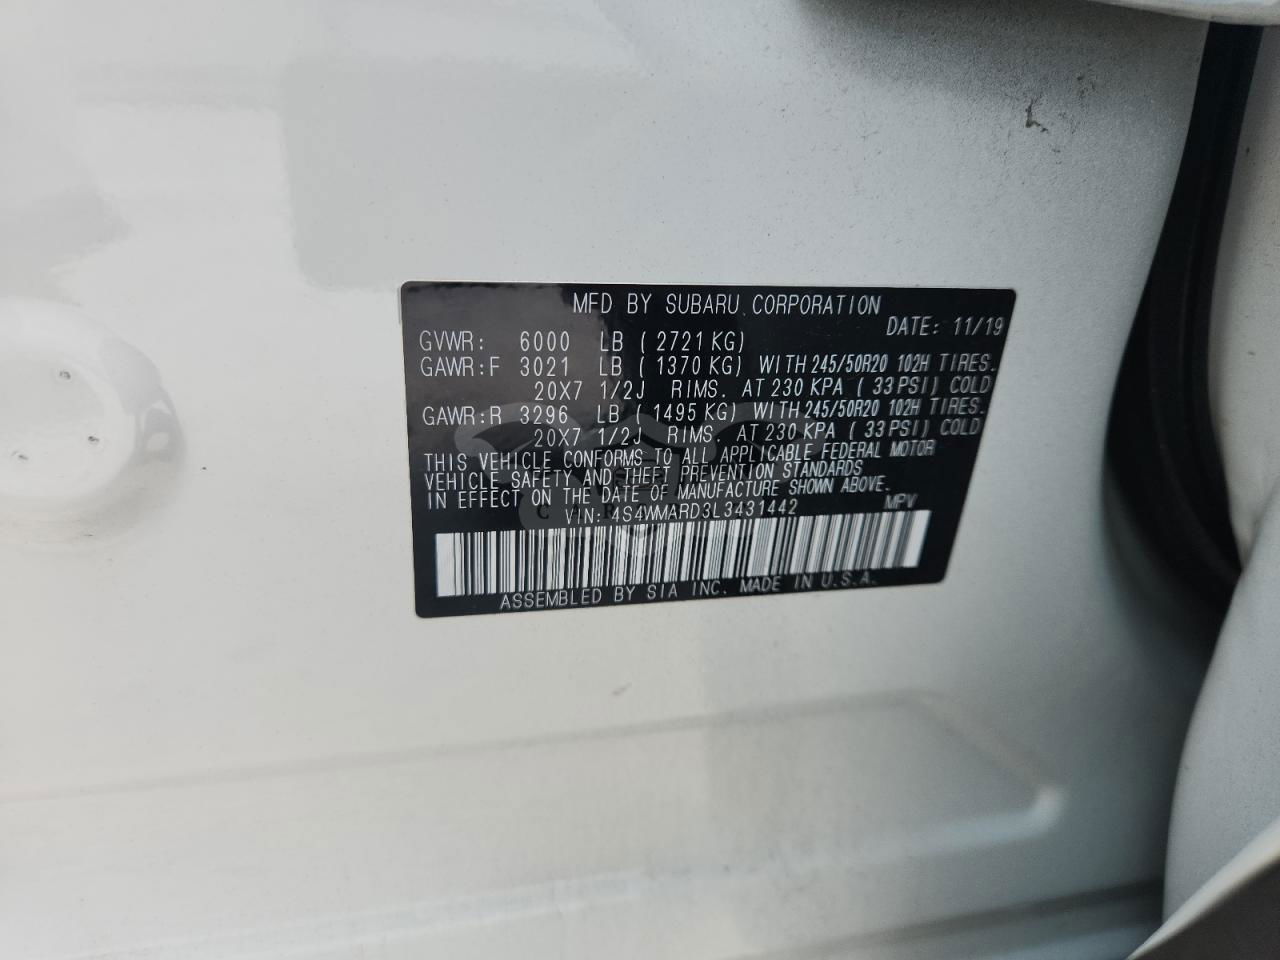 MFD BY SUBARU CORPORATION
DATE: 11/19
GVWR: 6000 LB ( 2721 KG)
GAWR:F 3021 LB ( 1370 KG) WITH 245/50R20 102H TIRES.
20X7 1/2J RIMS. AT 230 KPA ( 33 PSI) COLD
GAWR:R 3296 LB ( 1495 KG) WITH 245/50R20 102H TIRES.
20X7 1/2J RIMS. AT 230 KPA ( 33 PSI) COLD
THIS VEHICLE CONFORMS TO ALL APPLICABLE FEDERAL MOTOR
VEHICLE SAFETY AND THEFT PREVENTION STANDARDS
IN EFFECT ON THE DATE OF MANUFACTURE SHOWN ABOVE.
VIN: 4S4WMARD3L3431442 MPV
ASSEMBLED BY SIA INC. MADE IN U.S.A.